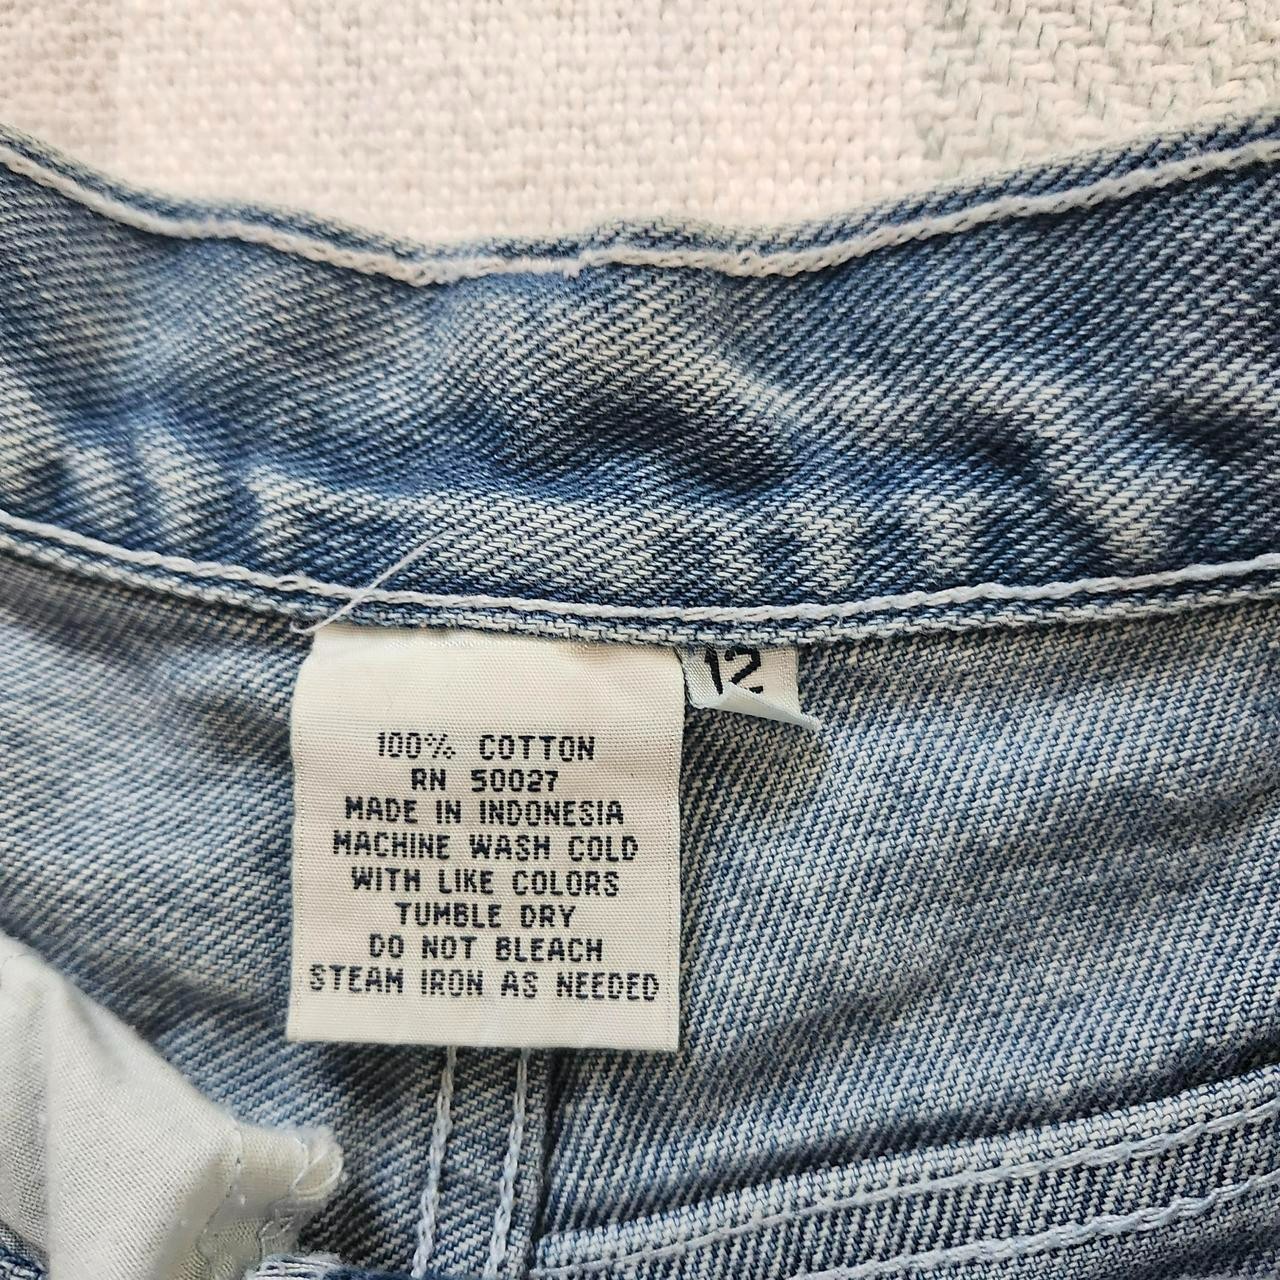 12
100% COTTON
RN 50027
MADE IN INDONESIA
MACHINE WASH COLD
WITH LIKE COLORS
TUMBLE DRY
DO NOT BLEACH
STEAM IRON AS NEEDED